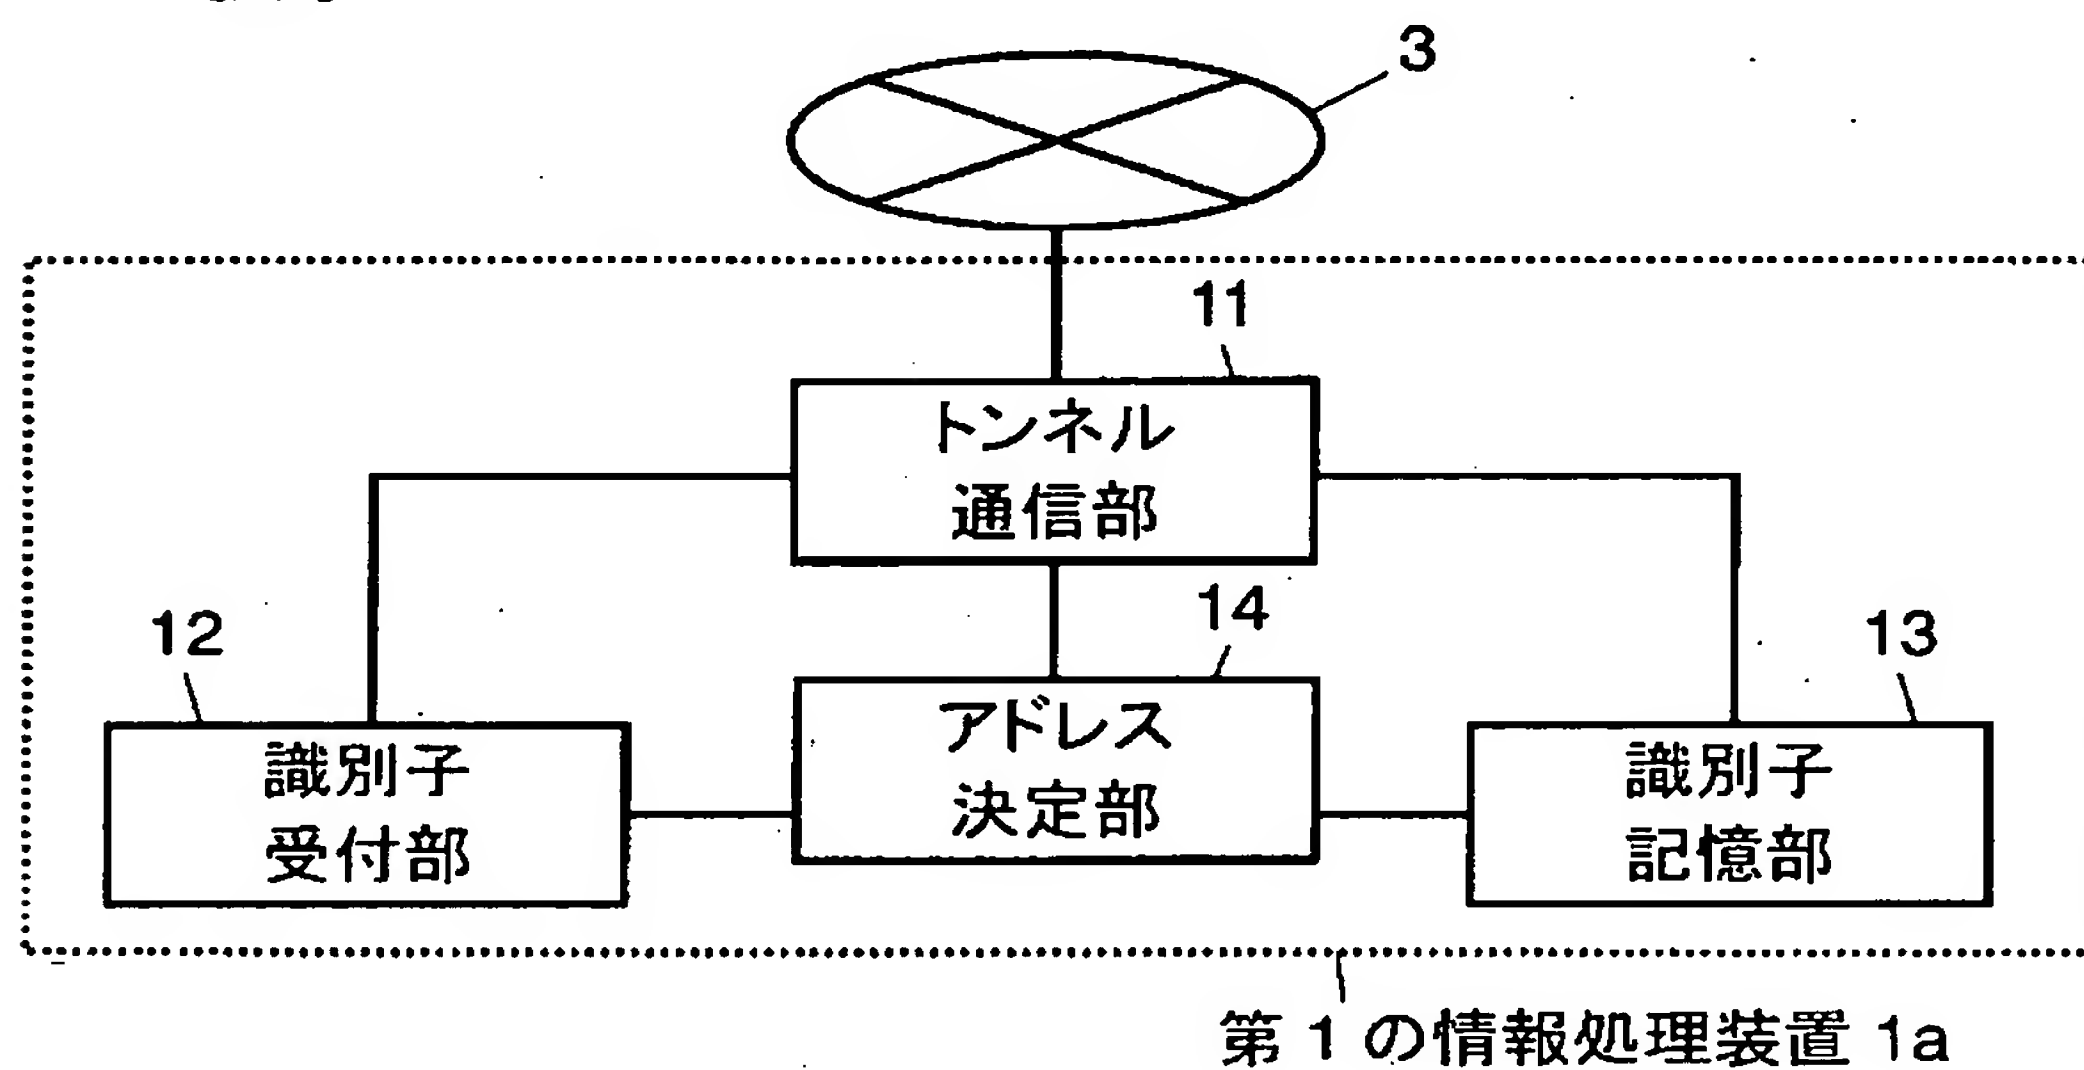 3
11
トンネル
通信部
14
アドレス
決定部
12
識別子
受付部
13
識別子
記憶部
第1の情報処理装置1a